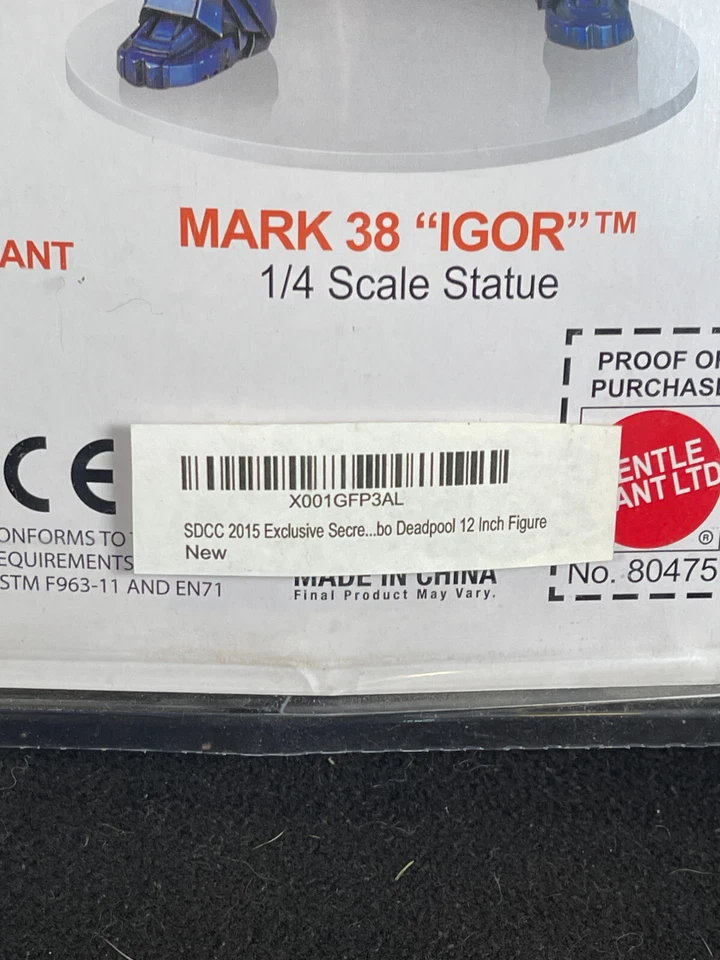 MARK 38 “IGOR”™
ANT
1/4 Scale Statue
PROOF OF
PURCHASE
CE
ENTLE
ANT LTD
®
X001GFP3AL
SDCC 2015 Exclusive Secre...bo Deadpool 12 Inch Figure
New
ONFORMS TO
EQUIREMENTS
STM F963-11 AND EN71
MADE IN CHINA
Final Product May Vary.
No. 80475